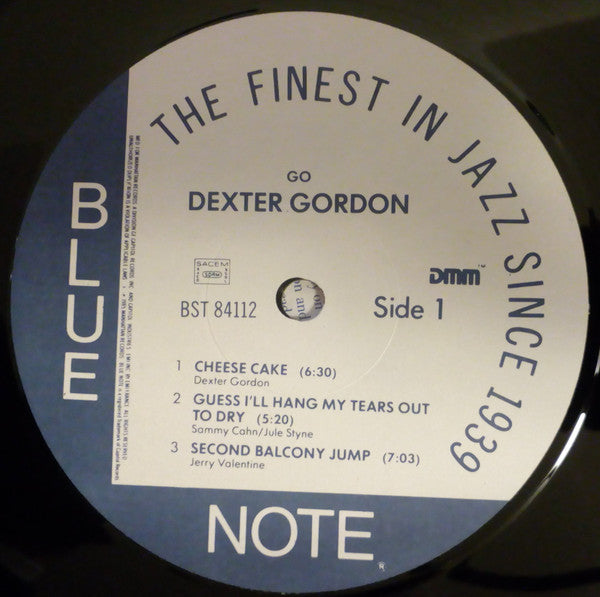 THE FINEST IN JAZZ SINCE 1939
GO
DEXTER GORDON
SACEM
BST 84112
DMM™
Side 1
1 CHEESE CAKE (6:30)
Dexter Gordon
2 GUESS I'LL HANG MY TEARS OUT
TO DRY (5:20)
Sammy Cahn/Jule Styne
3 SECOND BALCONY JUMP (7:03)
Jerry Valentine
BLUE
NOTE®